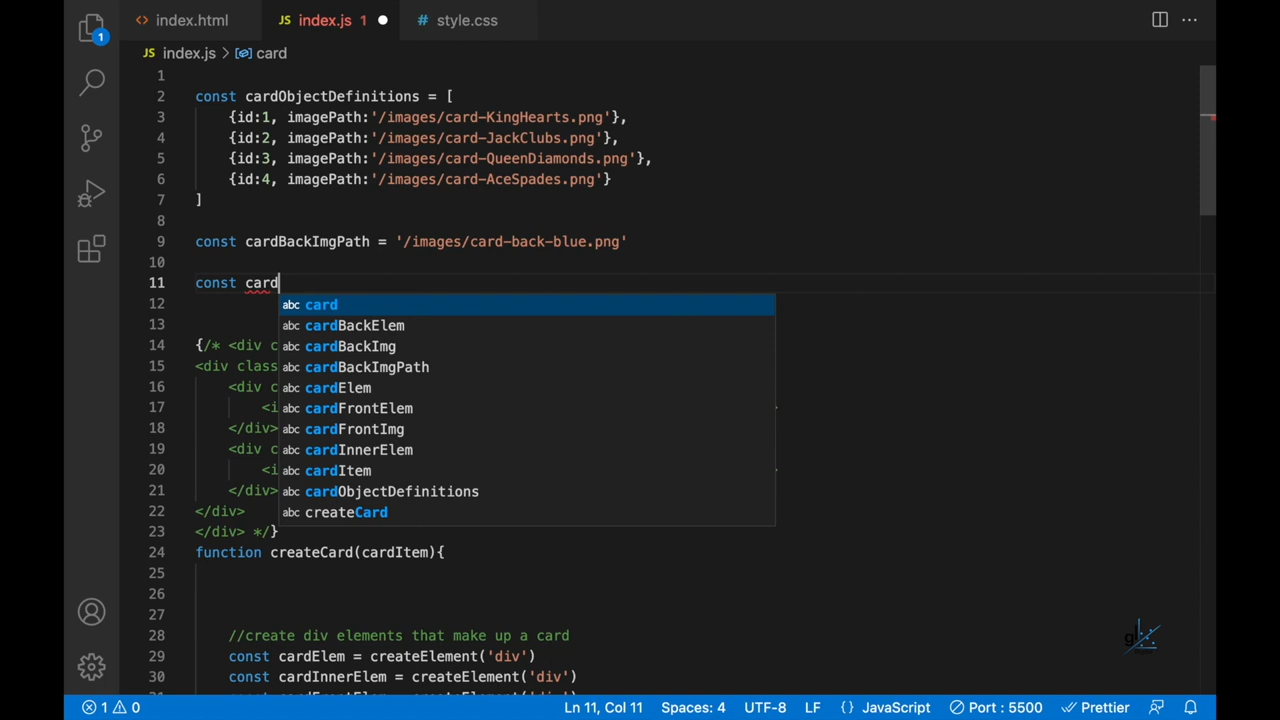 index.html
JS index.js 1
# style.css
JS index.js > card
1
2 const cardObjectDefinitions = [
3 {id:1, imagePath:'/images/card-KingHearts.png'},
4 {id:2, imagePath:'/images/card-JackClubs.png'},
5 {id:3, imagePath:'/images/card-QueenDiamonds.png'},
6 {id:4, imagePath:'/images/card-AceSpades.png'}
7 ]
8
9 const cardBackImgPath = '/images/card-back-blue.png'
10
11 const card
12
abc card
abc cardBackElem
abc cardBackImg
abc cardBackImgPath
abc cardElem
abc cardFrontElem
abc cardFrontImg
abc cardInnerElem
abc cardItem
abc cardObjectDefinitions
abc createCard
13
14 {/* <div c
15 <div class
16 <div c
17 <i
18 </div>
19 <div c
20 <i
21 </div>
22 </div>
23 </div> */}
24 function createCard(cardItem){
25
26
27
28 //create div elements that make up a card
29 const cardElem = createElement('div')
30 const cardInnerElem = createElement('div')
31 const cardFrontElem = createElement('div')
1
1 0
Ln 11, Col 11
Spaces: 4
UTF-8
LF
{} JavaScript
Port : 5500
Prettier